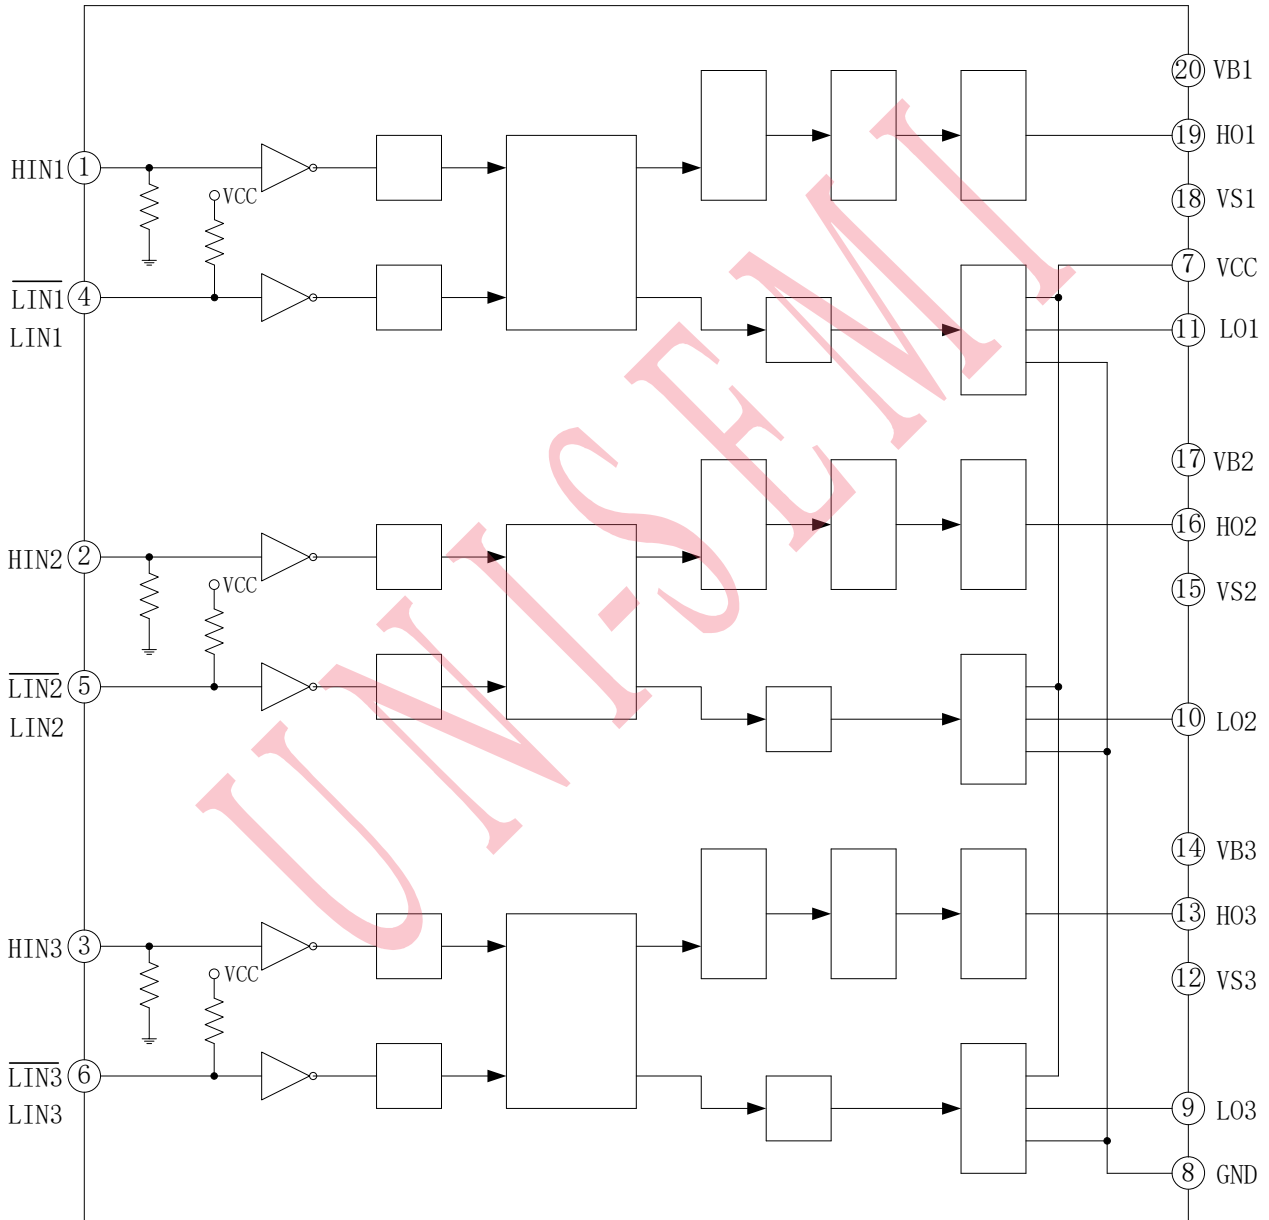 20 VB1
HIN1 1
19 HO1
VCC
18 VS1
7 VCC
LIN1 4
LIN1
11 LO1
17 VB2
16 HO2
HIN2 2
VCC
15 VS2
LIN2 5
LIN2
10 LO2
14 VB3
13 HO3
HIN3 3
VCC
12 VS3
LIN3 6
LIN3
9 LO3
8 GND
UNI-SEMI